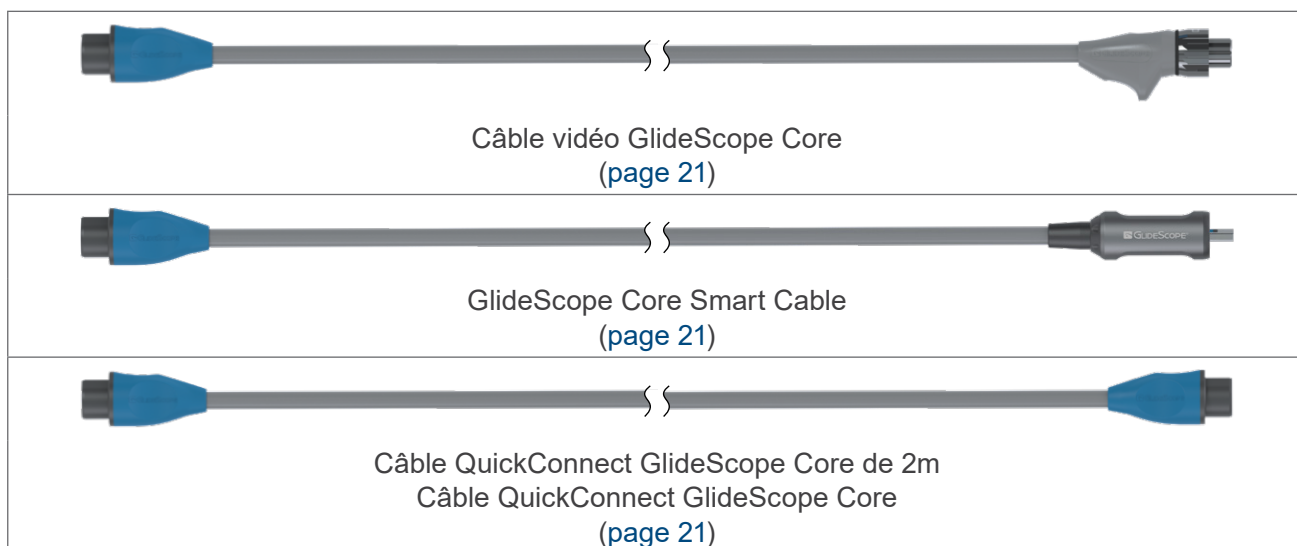 Câble vidéo GlideScope Core
(page 21)
GLIDESCOPE
GlideScope Core Smart Cable
(page 21)
Câble QuickConnect GlideScope Core de 2m
Câble QuickConnect GlideScope Core
(page 21)